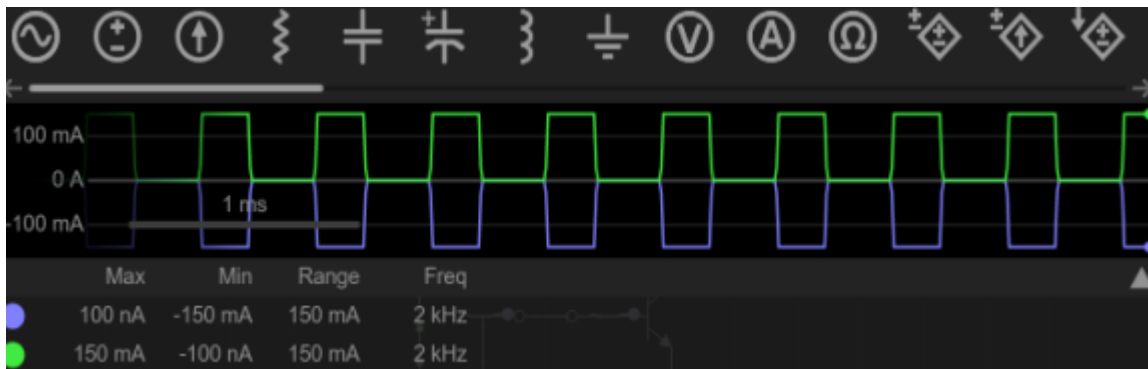 V A Ω
100 mA
0 A
1 ms
-100 mA
Max Min Range Freq
100 nA -150 mA 150 mA 2 kHz
150 mA -100 nA 150 mA 2 kHz